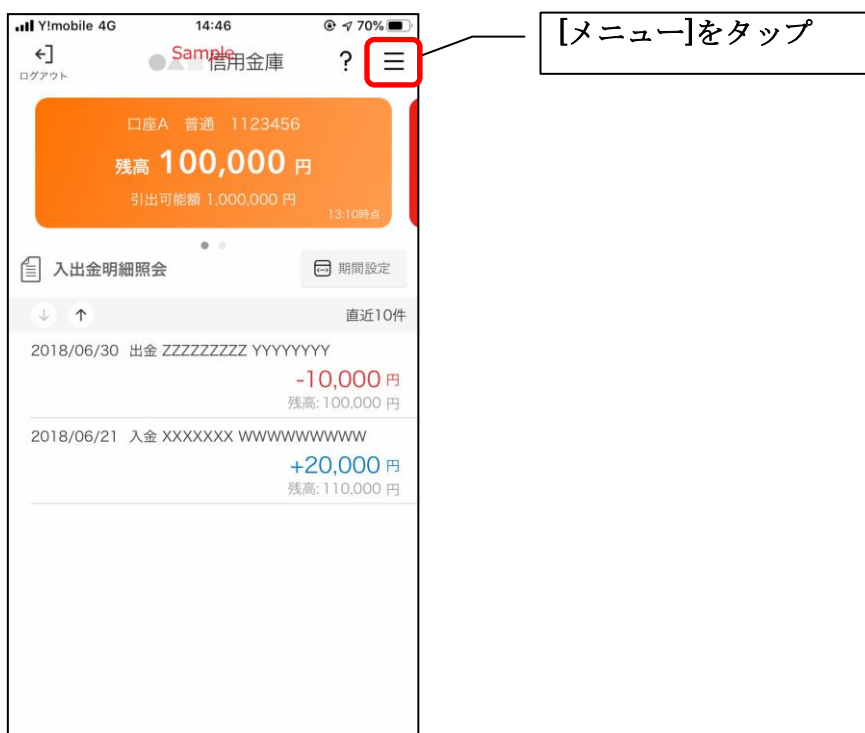 Y!mobile 4G 14:46 70%
ログアウト
Sample
●▲■信用金庫 ?
[メニュー]をタップ
口座A 普通 1123456
残高 100,000 円
引出可能額 1,000,000 円
13:10時点
入出金明細照会 期間設定
↓ ↑ 直近10件
2018/06/30 出金 ZZZZZZZZZ YYYYYYYY
-10,000 円
残高: 100,000 円
2018/06/21 入金 XXXXXXX WWWWWWWWW
+20,000 円
残高: 110,000 円